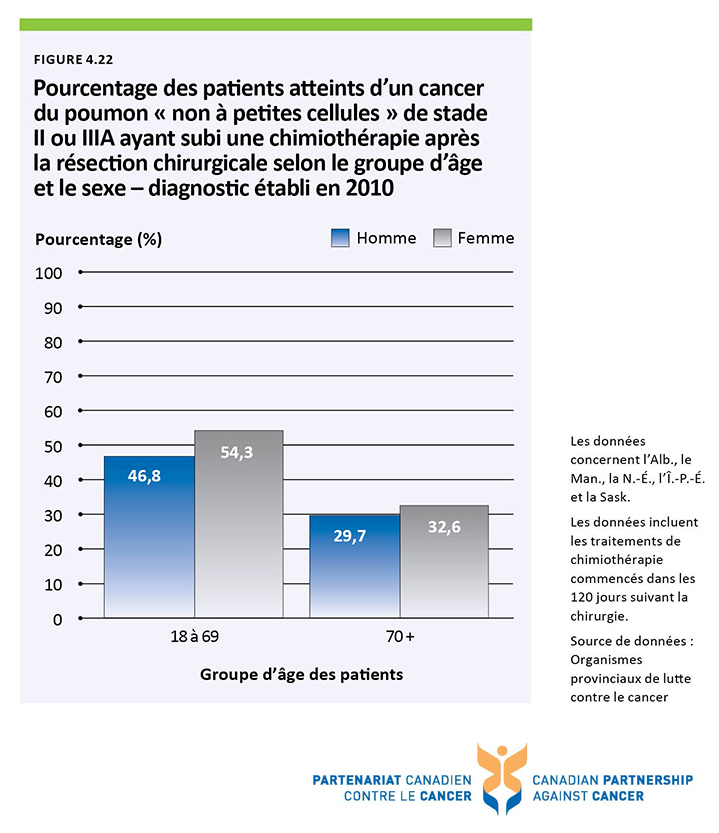 FIGURE 4.22
Pourcentage des patients atteints d’un cancer
du poumon « non à petites cellules » de stade
II ou IIIA ayant subi une chimiothérapie après
la résection chirurgicale selon le groupe d’âge
et le sexe – diagnostic établi en 2010
Pourcentage (%)
Homme
Femme
100
90
80
70
60
50
40
30
20
10
0
46,8
54,3
29,7
32,6
18 à 69
70 +
Groupe d’âge des patients
Les données
concernent l’Alb., le
Man., la N.-É., l’Î.-P.-É.
et la Sask.
Les données incluent
les traitements de
chimiothérapie
commencés dans les
120 jours suivant la
chirurgie.
Source de données :
Organismes
provinciaux de lutte
contre le cancer
PARTENARIAT CANADIEN
CONTRE LE CANCER
CANADIAN PARTNERSHIP
AGAINST CANCER